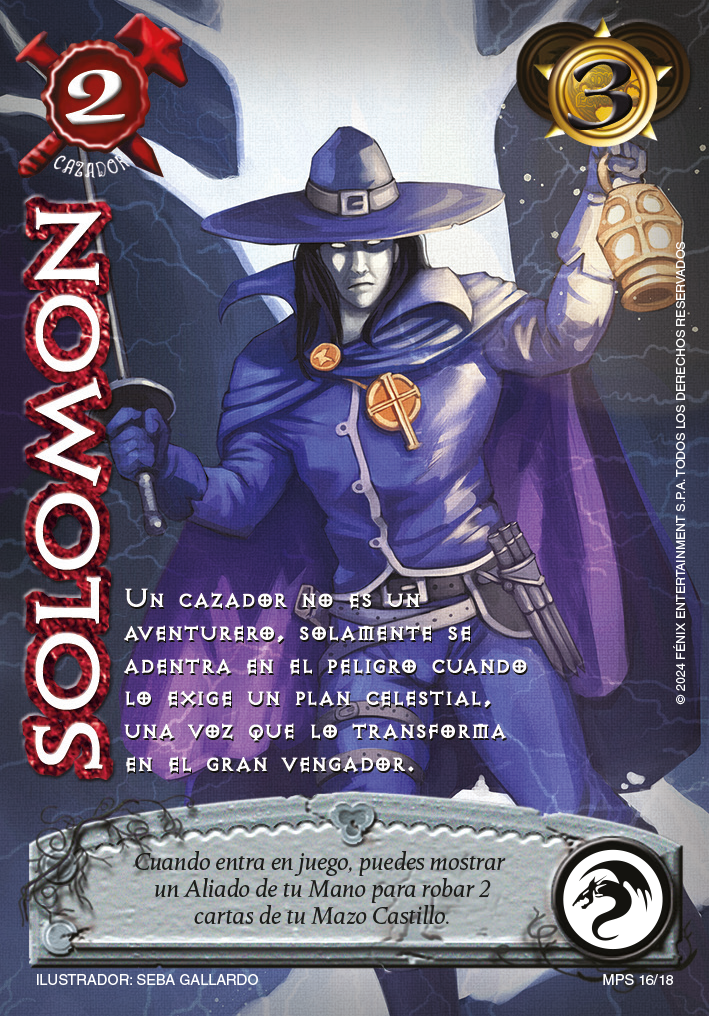 2
CAZADOR
3
SOLOMON
UN CAZADOR NO ES UN
AVENTURERO, SOLAMENTE SE
ADENTRA EN EL PELIGRO CUANDO
LO EXIGE UN PLAN CELESTIAL,
UNA VOZ QUE LO TRANSFORMA
EN EL GRAN VENGADOR.
Cuando entra en juego, puedes mostrar
un Aliado de tu Mano para robar 2
cartas de tu Mazo Castillo.
© 2024 FÉNIX ENTERTAINMENT S.P.A. TODOS LOS DERECHOS RESERVADOS
ILUSTRADOR: SEBA GALLARDO
MPS 16/18